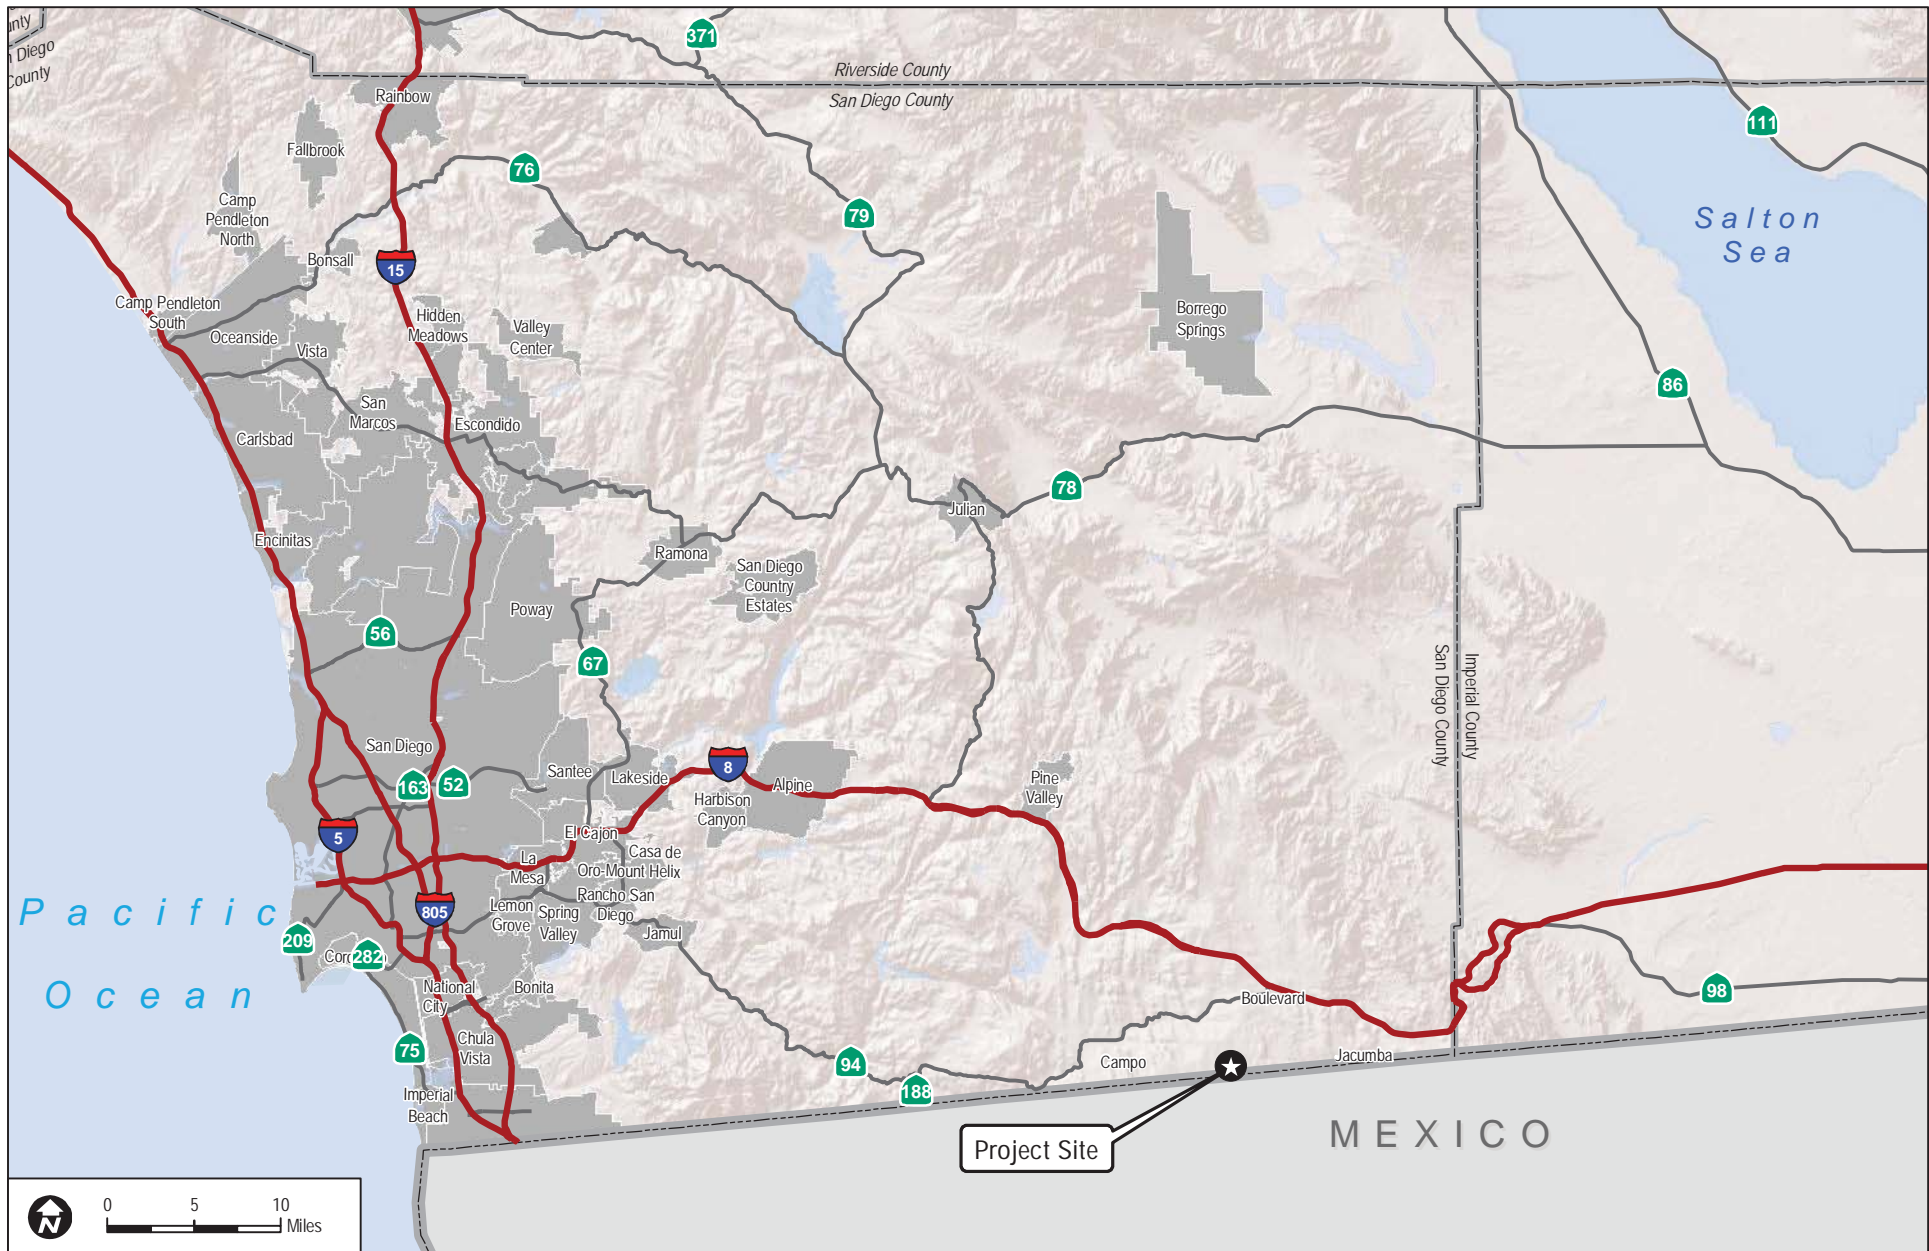 unty
n Diego
County
371
Riverside County
San Diego County
111
Rainbow
Fallbrook
76
Camp
Pendleton
North
79
Salton
Sea
Bonsall
15
Camp Pendleton
South
Hidden
Meadows
Valley
Center
Borrego
Springs
Oceanside
Vista
86
San
Marcos
Carlsbad
Escondido
78
Julian
Encinitas
Ramona
San Diego
Country
Estates
Poway
56
67
San Diego County
Imperial County
San Diego
163
52
Santee
Lakeside
8
Alpine
Pine
Valley
Harbison
Canyon
5
El Cajon
La
Mesa
Casa de
Oro-Mount Helix
Rancho San
Diego
805
Lemon
Grove
Spring
Valley
Jamul
Pacific
Ocean
209
282
National
City
Bonita
Boulevard
98
75
Chula
Vista
94
188
Campo
Jacumba
Imperial
Beach
MEXICO
Project Site
N
0 5 10
Miles